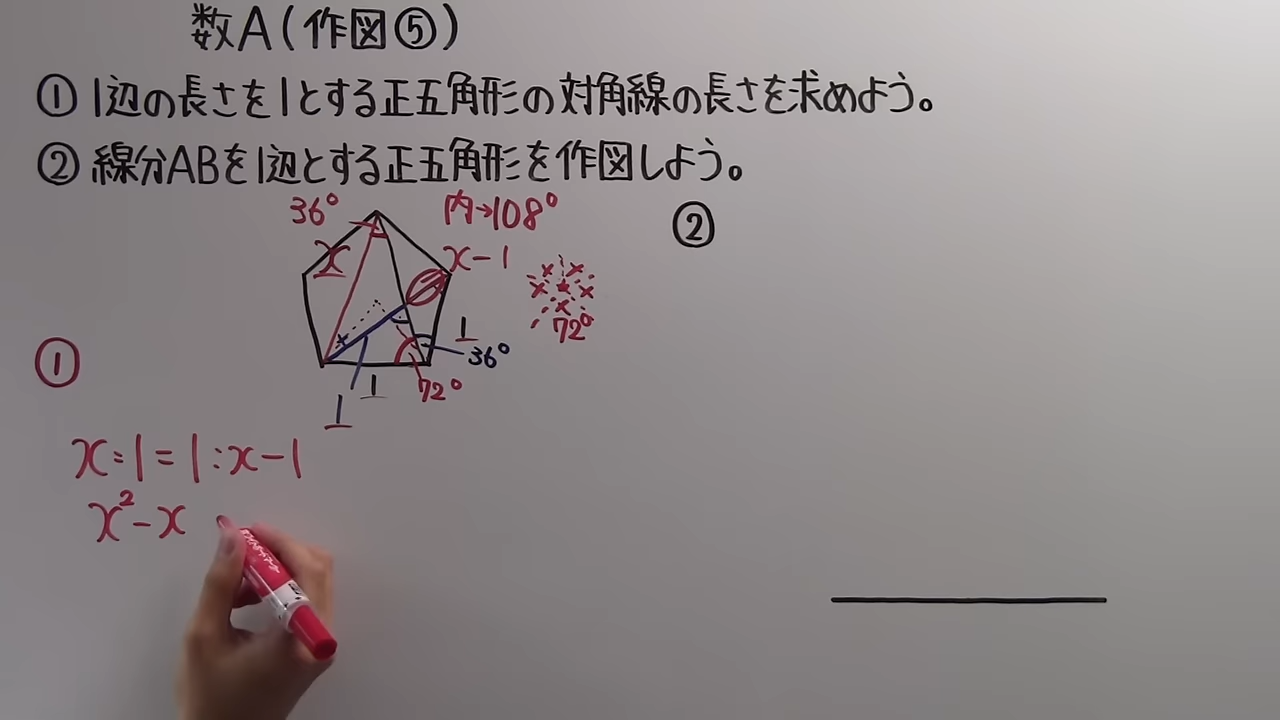 数A(作図⑤)
① 1辺の長さを1とする正五角形の対角線の長さを求めよう。
② 線分ABを1辺とする正五角形を作図しよう。
36° 内→108°
②
x x-1
72°
1
36°
①
1 72°
1
x:1=1:x-1
x²-x